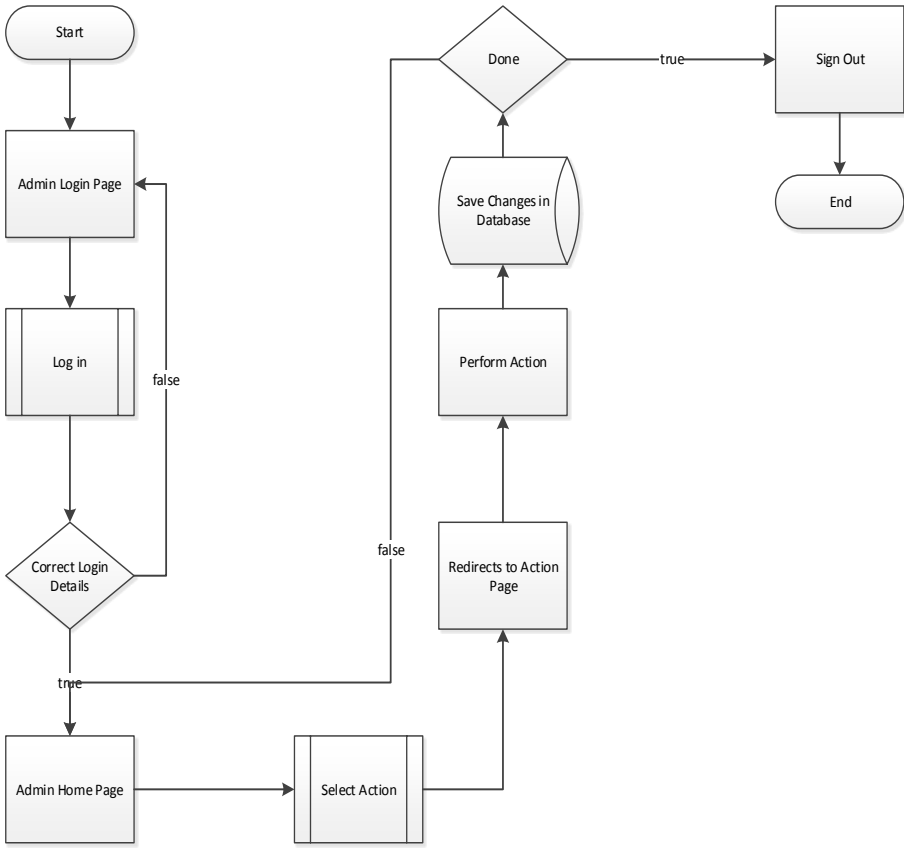 Start
Admin Login Page
Log in
false
Correct Login
Details
true
Admin Home Page
Select Action
Redirects to Action
Page
false
Perform Action
Save Changes in
Database
Done
true
Sign Out
End